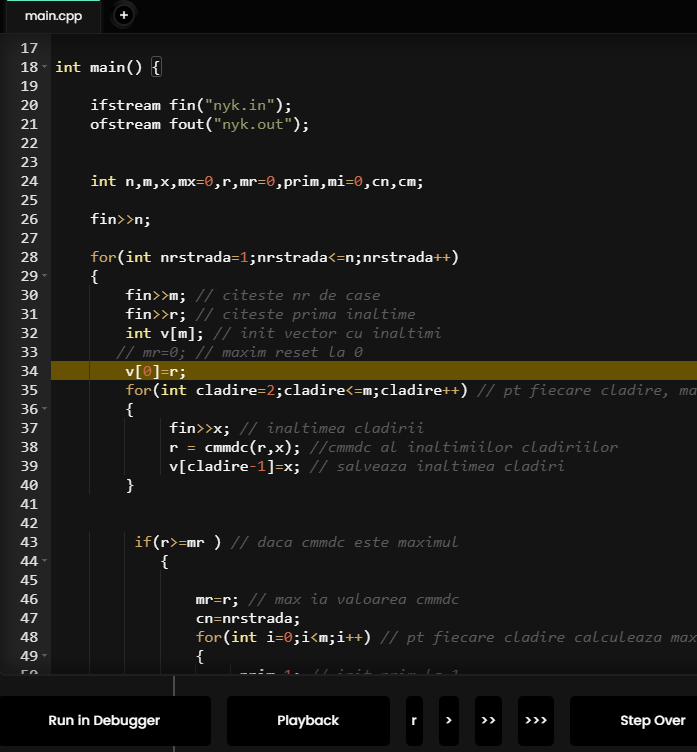 main.cpp +
17
18 int main() {
19
20 ifstream fin("nyk.in");
21 ofstream fout("nyk.out");
22
23
24 int n,m,x,mx=0,r,mr=0,prim,mi=0,cn,cm;
25
26 fin>>n;
27
28 for(int nrstrada=1;nrstrada<=n;nrstrada++)
29 {
30 fin>>m; // citeste nr de case
31 fin>>r; // citeste prima inaltime
32 int v[m]; // init vector cu inaltimi
33 // mr=0; // maxim reset la 0
34 v[0]=r;
35 for(int cladire=2;cladire<=m;cladire++) // pt fiecare cladire, ma
36 {
37 fin>>x; // inaltimea cladirii
38 r = cmmdc(r,x); //cmmdc al inaltimiilor cladiriilor
39 v[cladire-1]=x; // salveaza inaltimea cladiri
40 }
41
42
43 if(r>=mr ) // daca cmmdc este maximul
44 {
45
46 mr=r; // max ia valoarea cmmdc
47 cn=nrstrada;
48 for(int i=0;i<m;i++) // pt fiecare cladire calculeaza max
49 {
Run in Debugger Playback r > >> >>> Step Over